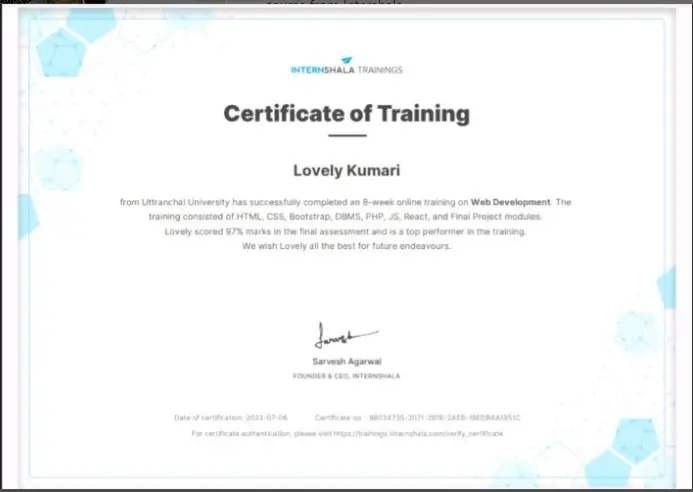 INTERNSHALA TRAININGS
Certificate of Training
Lovely Kumari
from Uttranchal University has successfully completed an 8-week online training on Web Development. The
training consisted of HTML, CSS, Bootstrap, DBMS, PHP, JS, React, and Final Project modules.
Lovely scored 97% marks in the final assessment and is a top performer in the training.
We wish Lovely all the best for future endeavours.
Sarvesh Agarwal
FOUNDER & CEO, INTERNSHALA
Date of certification: 2022-07-06 Certificate no. :
For certificate authentication, please visit https://trainings.internshala.com/verify_certificate